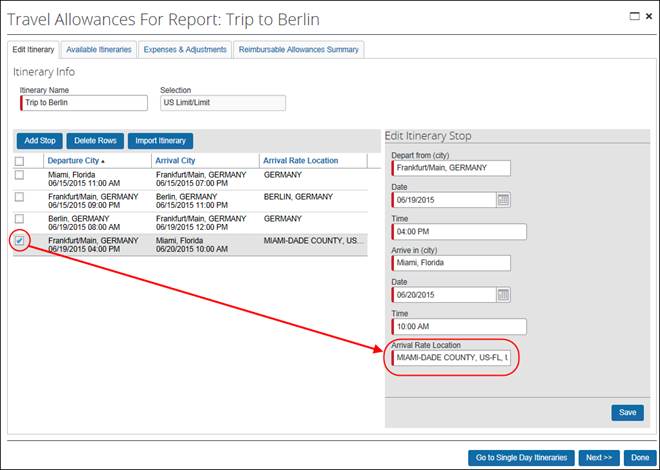 Travel Allowances For Report: Trip to Berlin
Edit Itinerary Available Itineraries Expenses & Adjustments Reimbursable Allowances Summary
Itinerary Info
Itinerary Name Selection
Trip to Berlin US Limit/Limit
Add Stop Delete Rows Import Itinerary
Departure City Arrival City Arrival Rate Location
Miami, Florida Frankfurt/Main, GERMANY GERMANY
06/15/2015 11:00 AM 06/15/2015 07:00 PM
Frankfurt/Main, GERMANY Berlin, GERMANY BERLIN, GERMANY
06/15/2015 09:00 PM 06/15/2015 11:00 PM
Berlin, GERMANY Frankfurt/Main, GERMANY GERMANY
06/19/2015 08:00 AM 06/19/2015 12:00 PM
Frankfurt/Main, GERMANY Miami, Florida MIAMI-DADE COUNTY, US...
06/19/2015 04:00 PM 06/20/2015 10:00 AM
Edit Itinerary Stop
Depart from (city)
Frankfurt/Main, GERMANY
Date
06/19/2015
Time
04:00 PM
Arrive in (city)
Miami, Florida
Date
06/20/2015
Time
10:00 AM
Arrival Rate Location
MIAMI-DADE COUNTY, US-FL, U
Save
Go to Single Day Itineraries Next >> Done